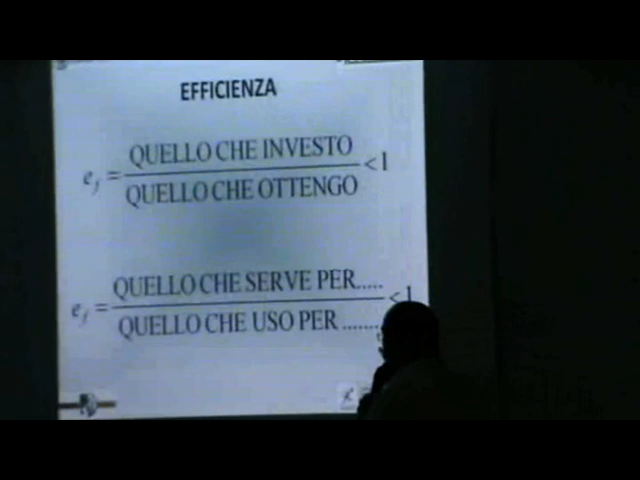 EFFICIENZA
QUELLO CHE INVESTO
e_f = < 1
QUELLO CHE OTTENGO
QUELLO CHE SERVE PER.....
e_f = < 1
QUELLO CHE USO PER ........